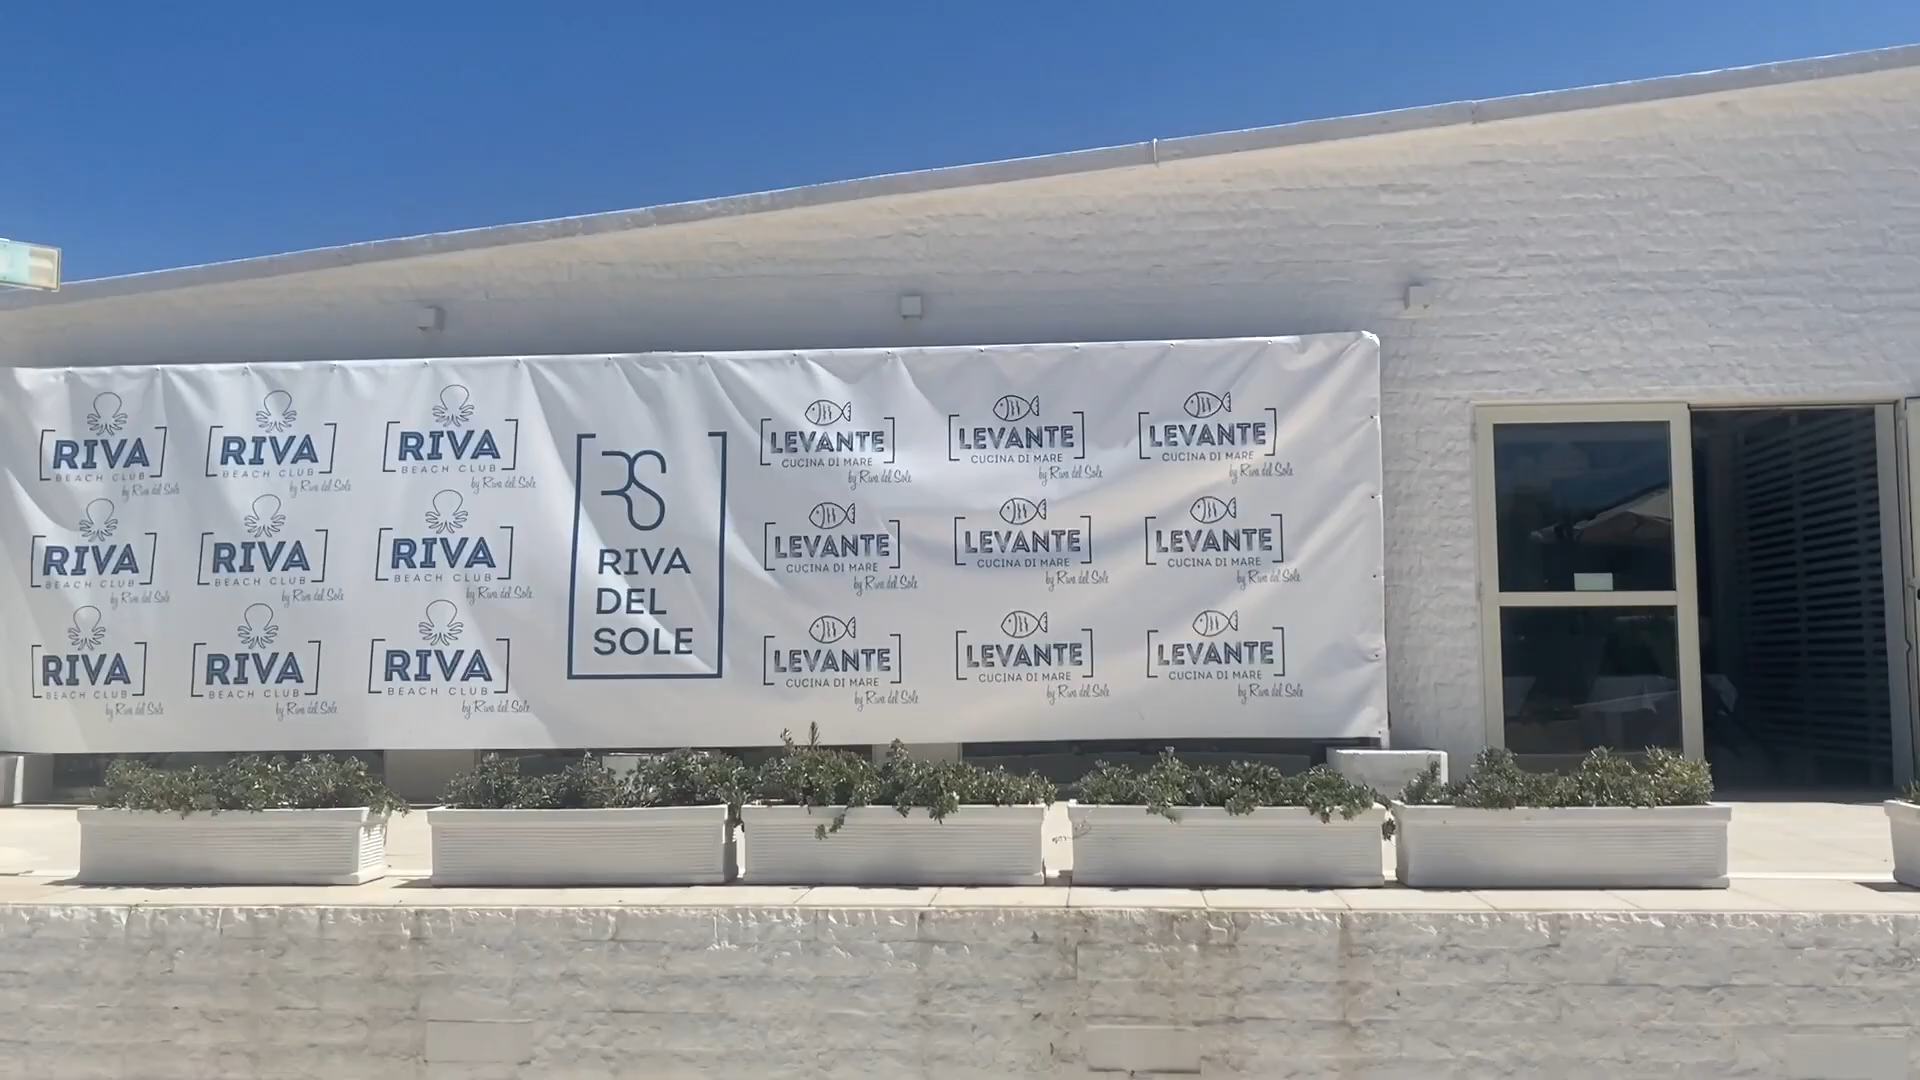 RIVA
BEACH CLUB
by Riva del Sole
RIVA
BEACH CLUB
by Riva del Sole
RIVA
BEACH CLUB
by Riva del Sole
RIVA
BEACH CLUB
by Riva del Sole
RIVA
BEACH CLUB
by Riva del Sole
RIVA
BEACH CLUB
by Riva del Sole
RIVA
BEACH CLUB
by Riva del Sole
RIVA
BEACH CLUB
by Riva del Sole
RIVA
BEACH CLUB
by Riva del Sole
RS
RIVA
DEL
SOLE
LEVANTE
CUCINA DI MARE
by Riva del Sole
LEVANTE
CUCINA DI MARE
by Riva del Sole
LEVANTE
CUCINA DI MARE
by Riva del Sole
LEVANTE
CUCINA DI MARE
by Riva del Sole
LEVANTE
CUCINA DI MARE
by Riva del Sole
LEVANTE
CUCINA DI MARE
by Riva del Sole
LEVANTE
CUCINA DI MARE
by Riva del Sole
LEVANTE
CUCINA DI MARE
by Riva del Sole
LEVANTE
CUCINA DI MARE
by Riva del Sole